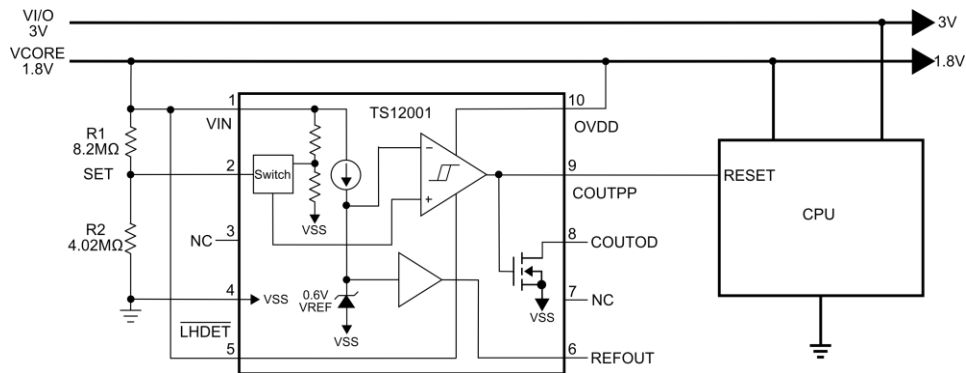 VI/O
3V
3V
VCORE
1.8V
1.8V
1
TS12001
10
VIN
OVDD
R1
8.2MΩ
SET
2
Switch
−
+
9
COUTPP
RESET
CPU
VSS
R2
4.02MΩ
NC
3
8
COUTOD
4
VSS
0.6V
VREF
VSS
VSS
7
NC
LHDET
5
6
REFOUT